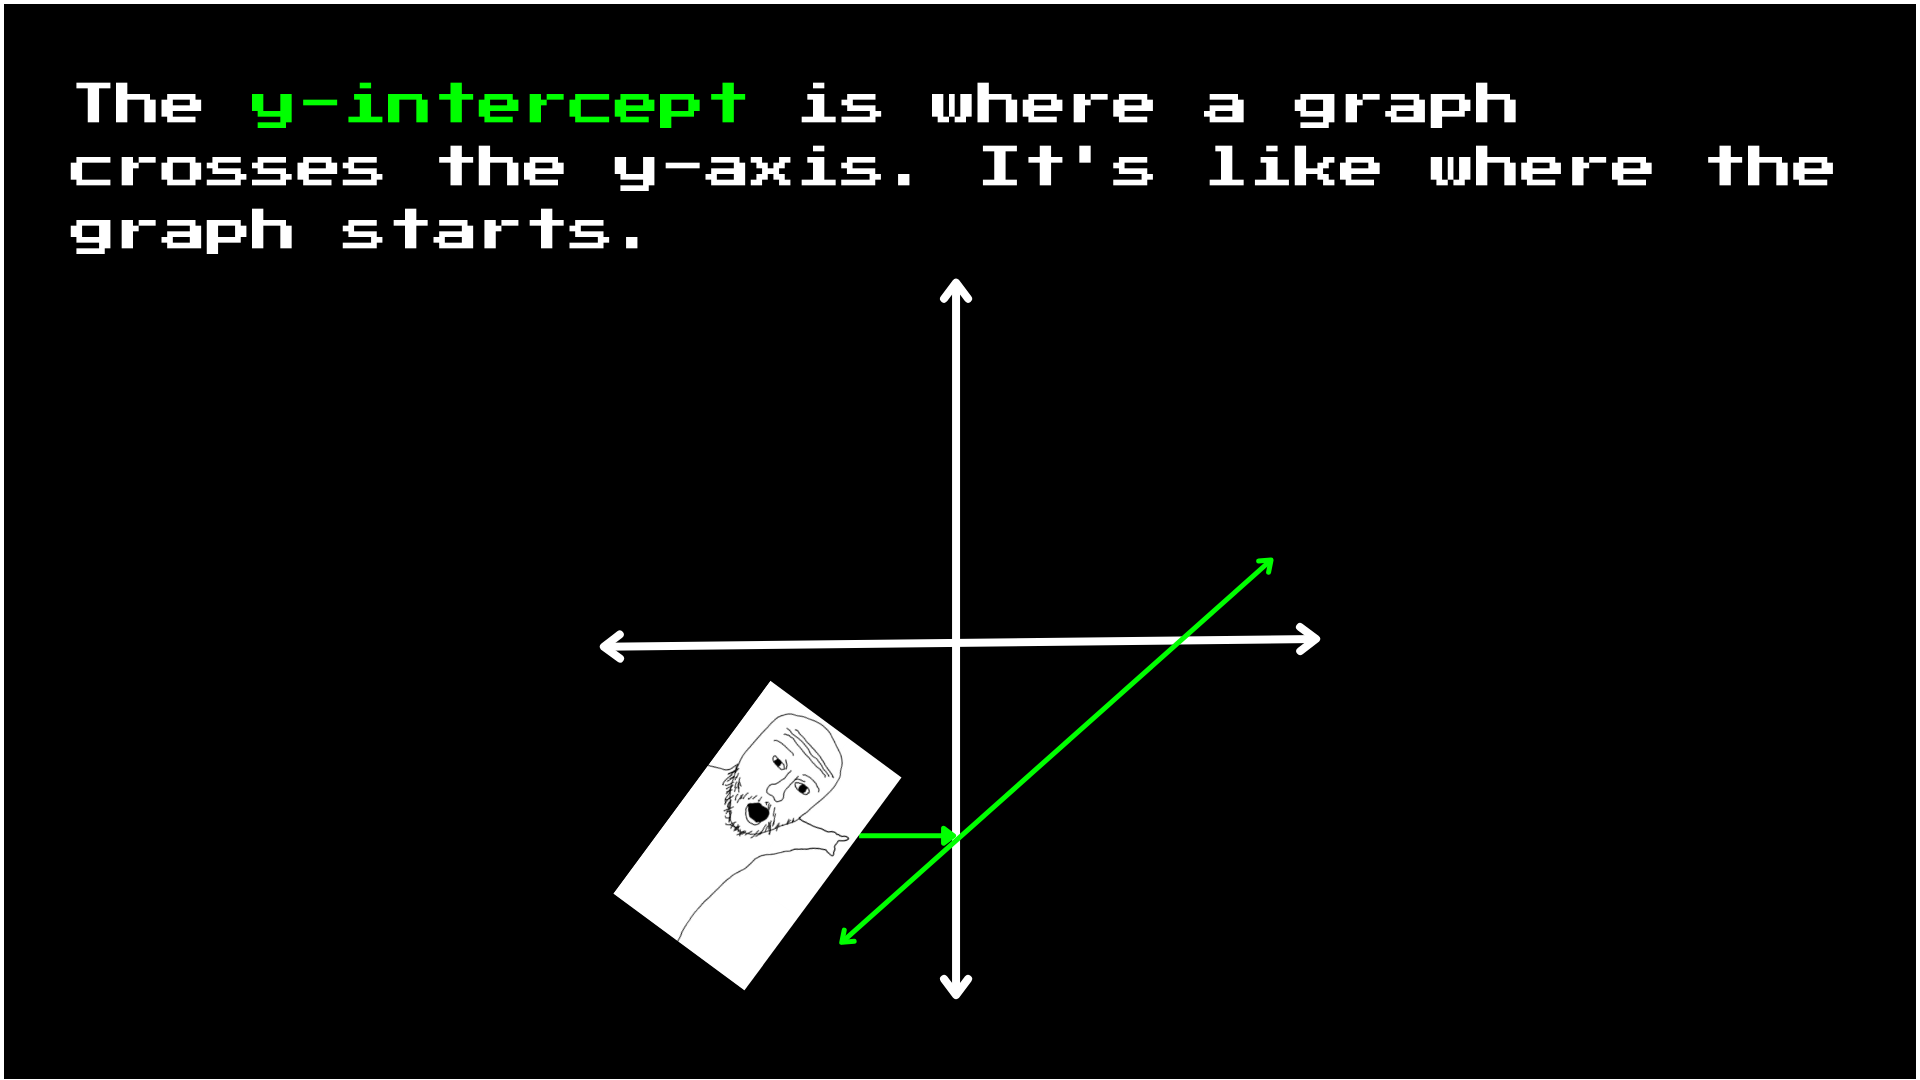 The y-intercept is where a graph
crosses the y-axis. It's like where the
graph starts.